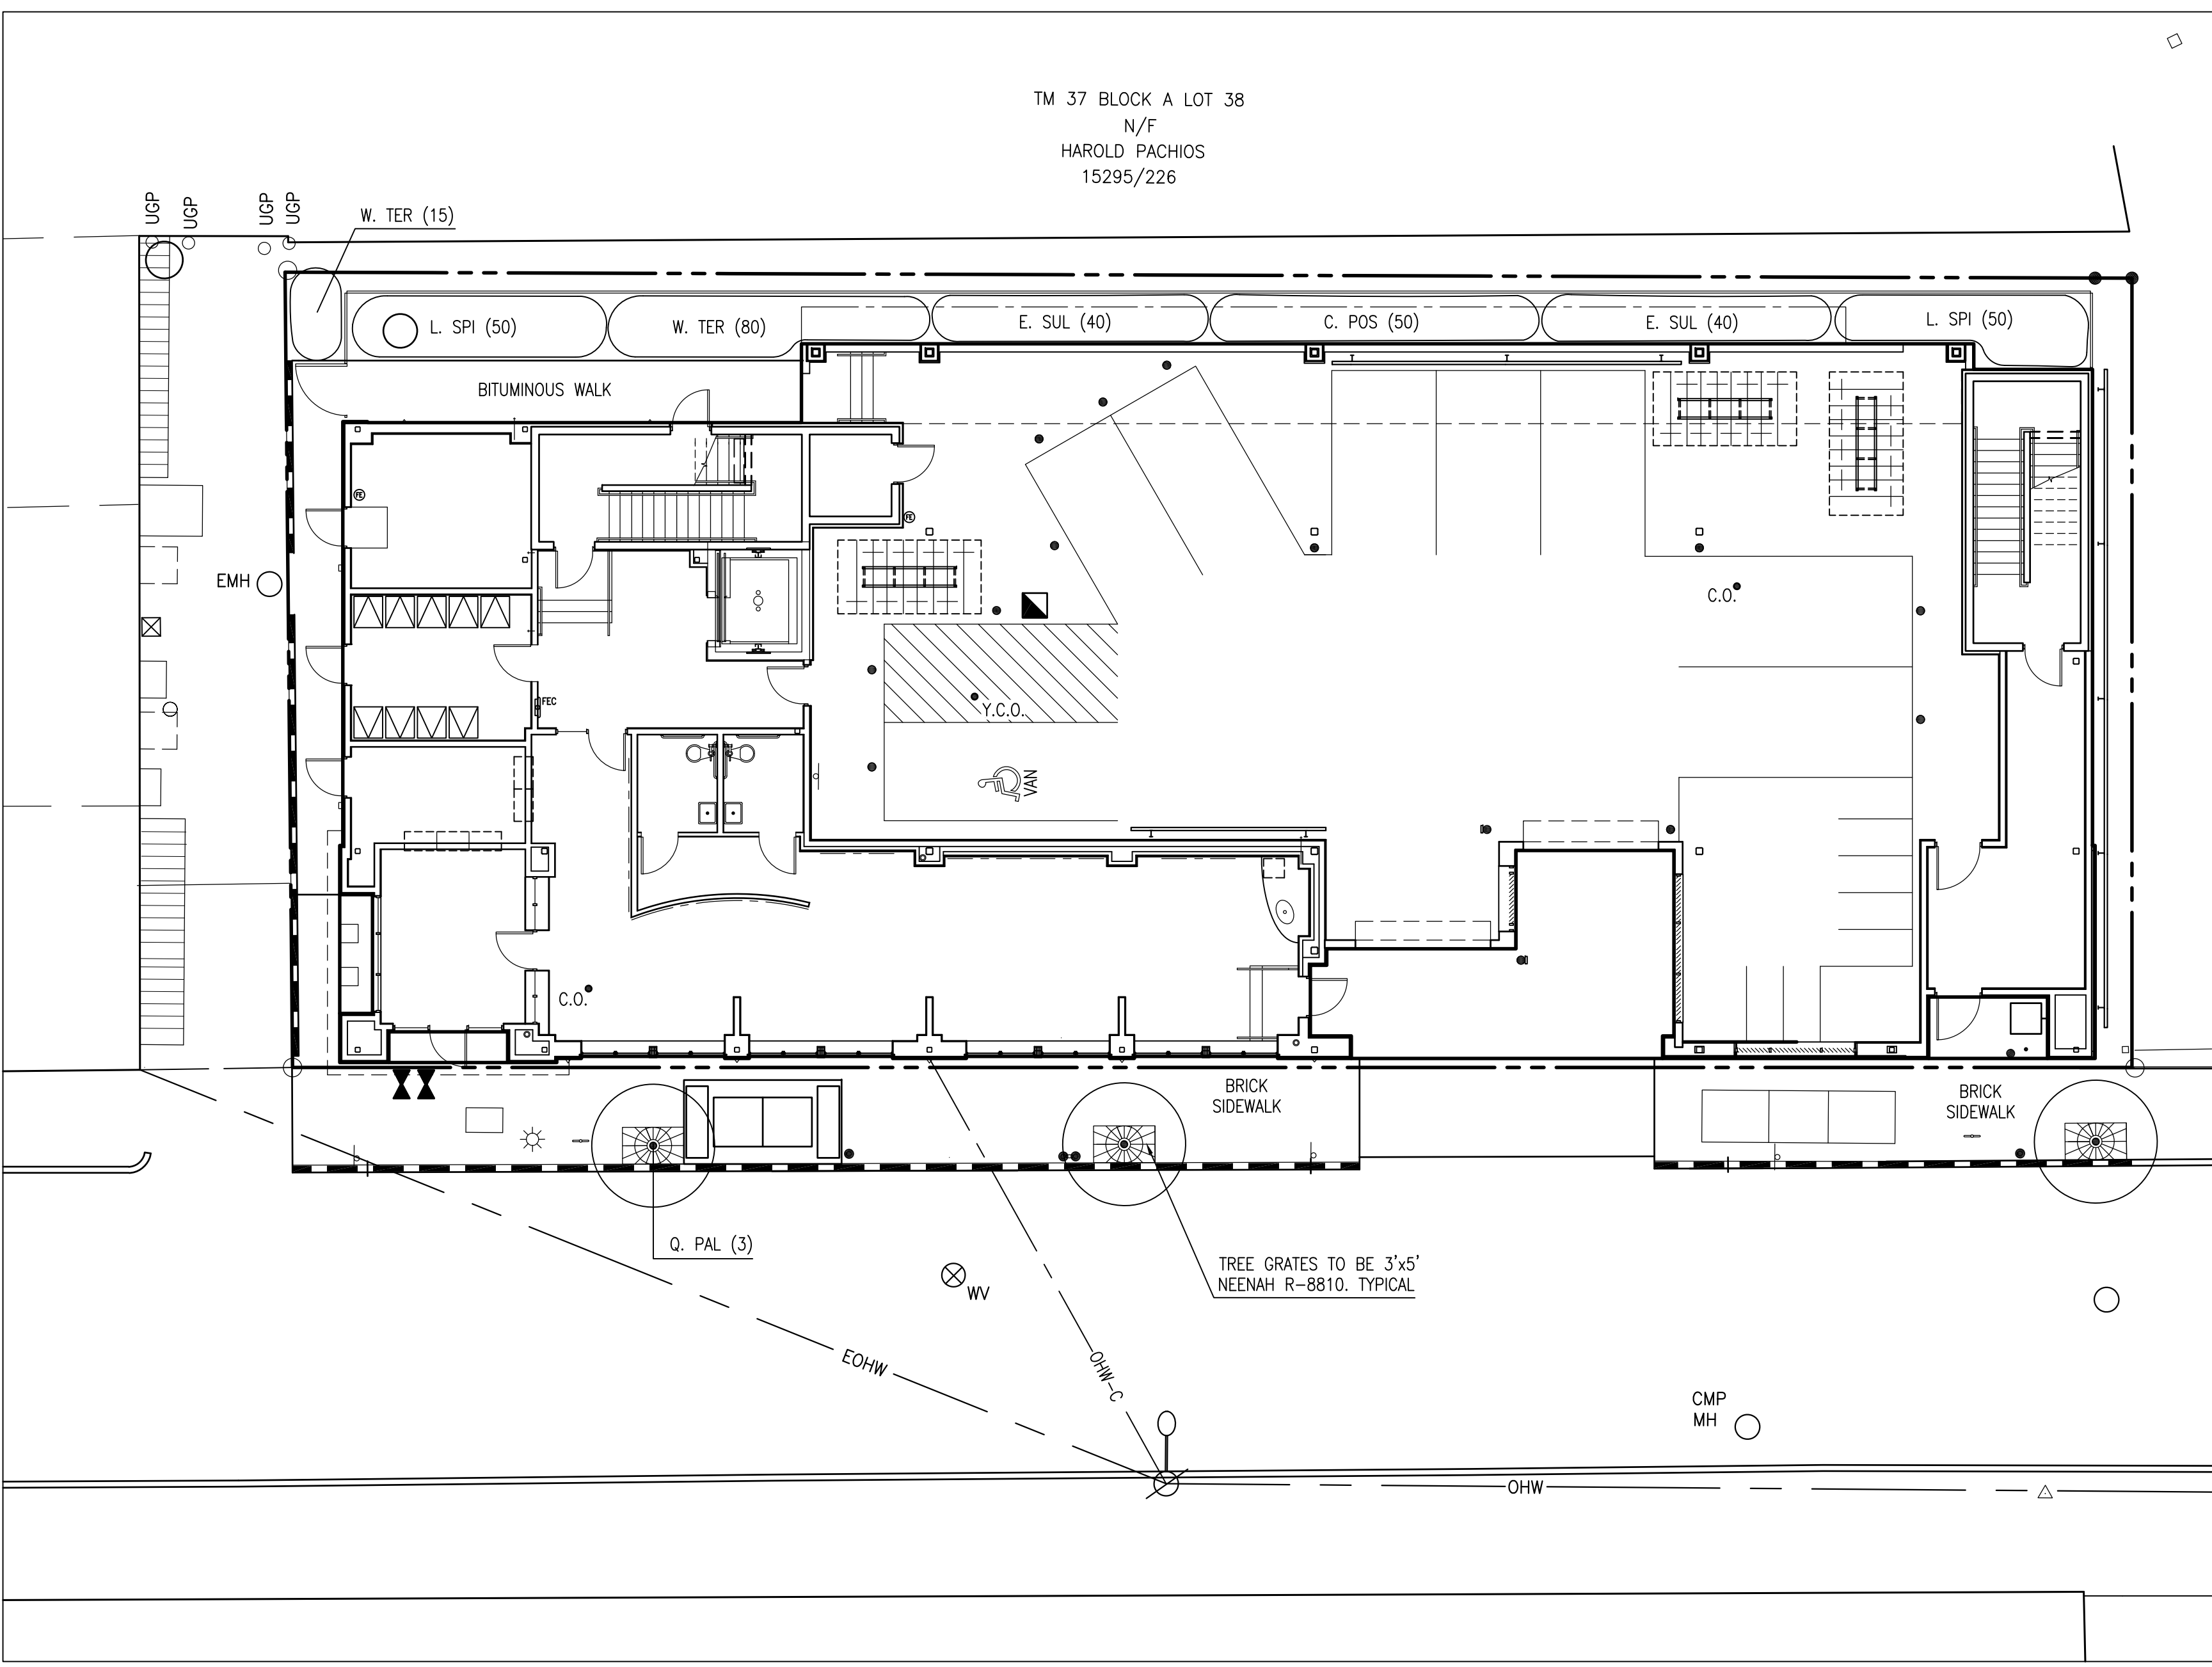 TM 37 BLOCK A LOT 38
N/F
HAROLD PACHIOS
15295/226
UGP
UGP
UGP
UGP
W. TER (15)
L. SPI (50)
W. TER (80)
E. SUL (40)
C. POS (50)
E. SUL (40)
L. SPI (50)
BITUMINOUS WALK
FE
FE
EMH
C.O.
FEC
Y.C.O.
VAN
C.O.
BRICK
SIDEWALK
BRICK
SIDEWALK
Q. PAL (3)
WV
TREE GRATES TO BE 3'x5'
NEENAH R-8810. TYPICAL
EOHW
OHW-C
CMP
MH
OHW